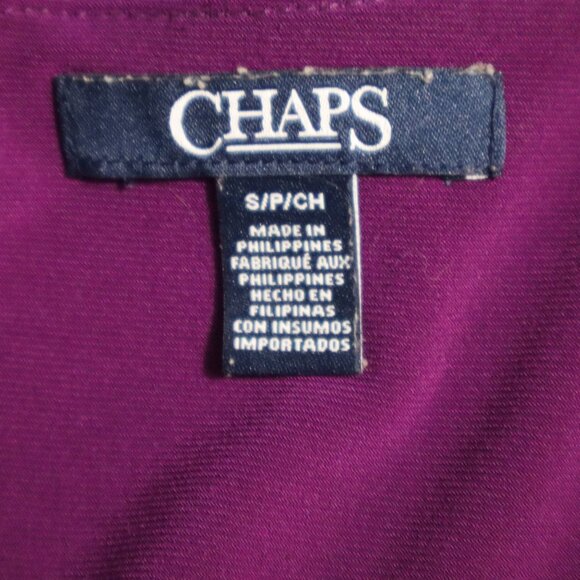 CHAPS
S/P/CH
MADE IN
PHILIPPINES
FABRIQUÉ AUX
PHILIPPINES
HECHO EN
FILIPINAS
CON INSUMOS
IMPORTADOS